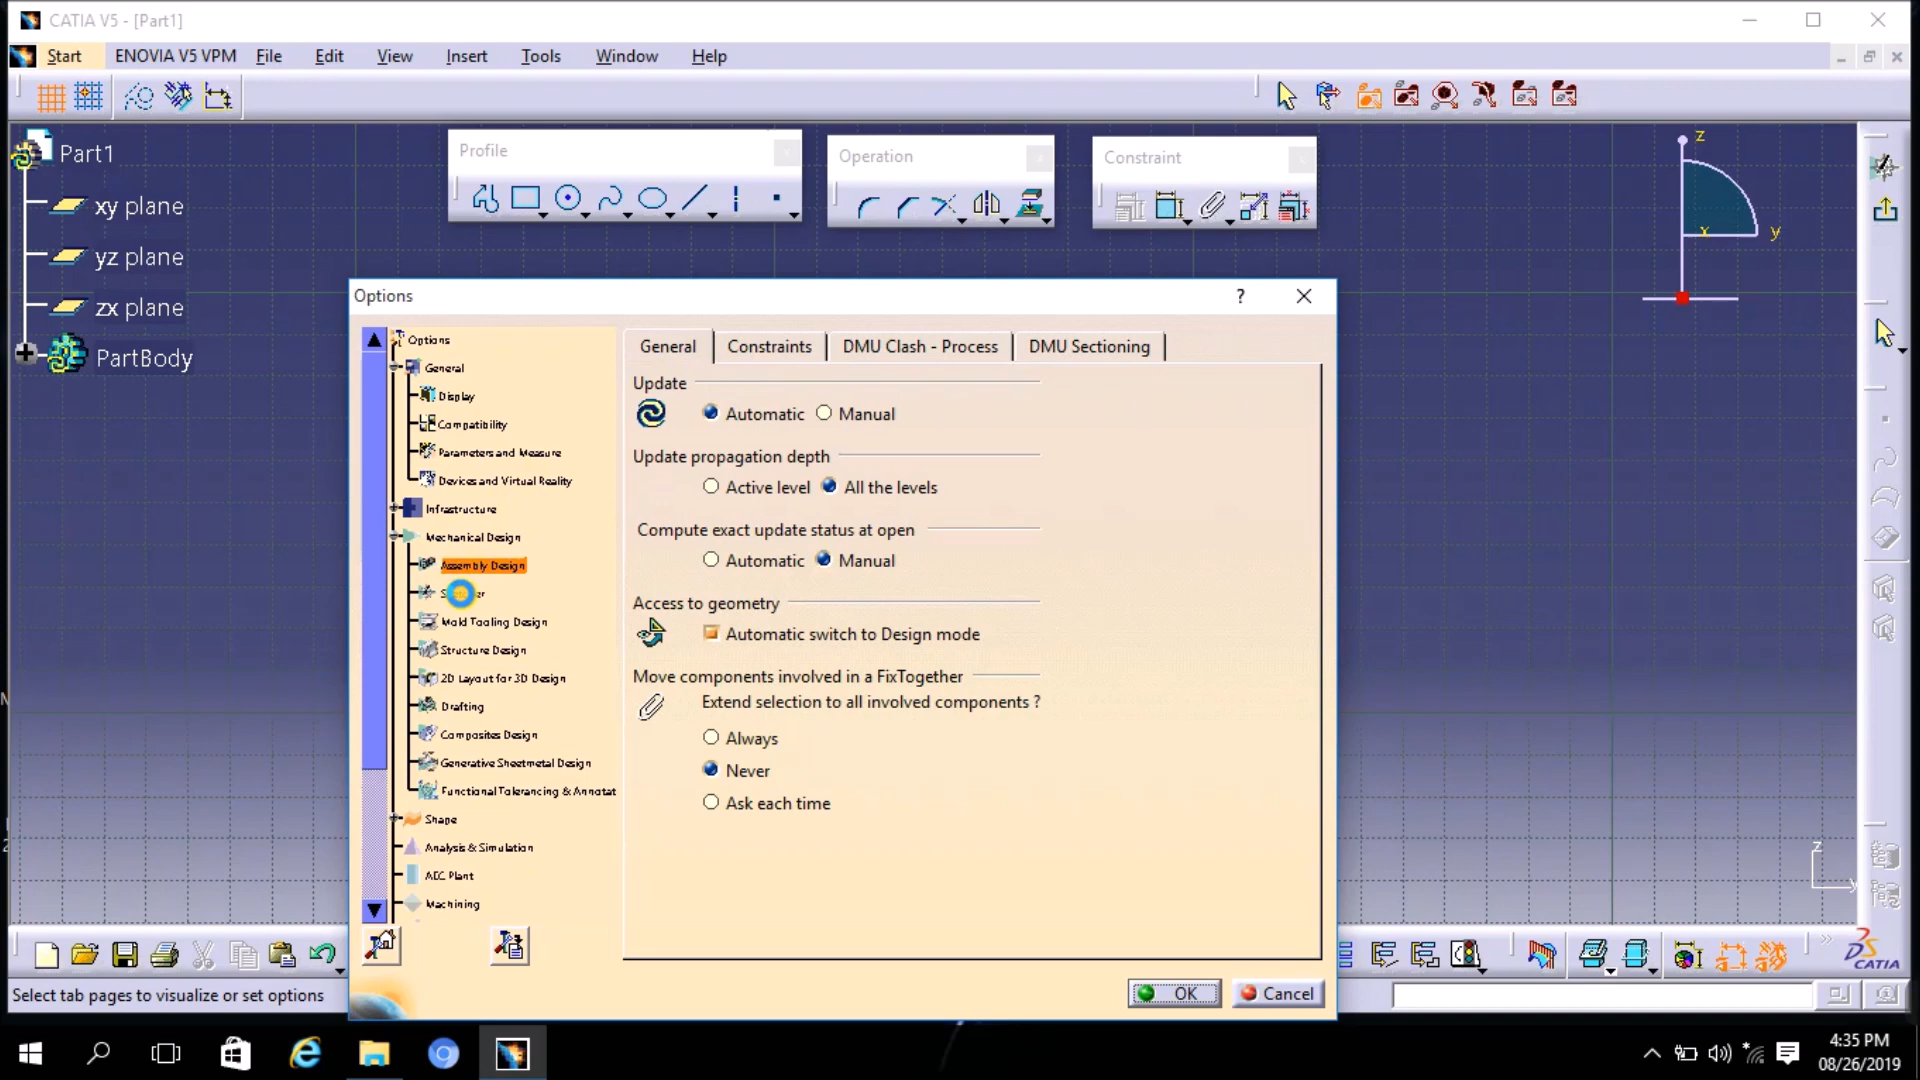 CATIA V5 - [Part1]
Start ENOVIA V5 VPM File Edit View Insert Tools Window Help
Part1
xy plane
yz plane
zx plane
PartBody
Profile
Operation
Constraint
z
x
y
Options
?
Options
General
Display
Compatibility
Parameters and Measure
Devices and Virtual Reality
Infrastructure
Mechanical Design
Assembly Design
Mold Tooling Design
Structure Design
2D Layout for 3D Design
Drafting
Composites Design
Generative Sheetmetal Design
Functional Tolerancing & Annotat
Shape
Analysis & Simulation
AEC Plant
Machining
General Constraints DMU Clash - Process DMU Sectioning
Update
Automatic Manual
Update propagation depth
Active level All the levels
Compute exact update status at open
Automatic Manual
Access to geometry
Automatic switch to Design mode
Move components involved in a FixTogether
Extend selection to all involved components ?
Always
Never
Ask each time
OK Cancel
z
y
CATIA
Select tab pages to visualize or set options
4:35 PM
08/26/2019